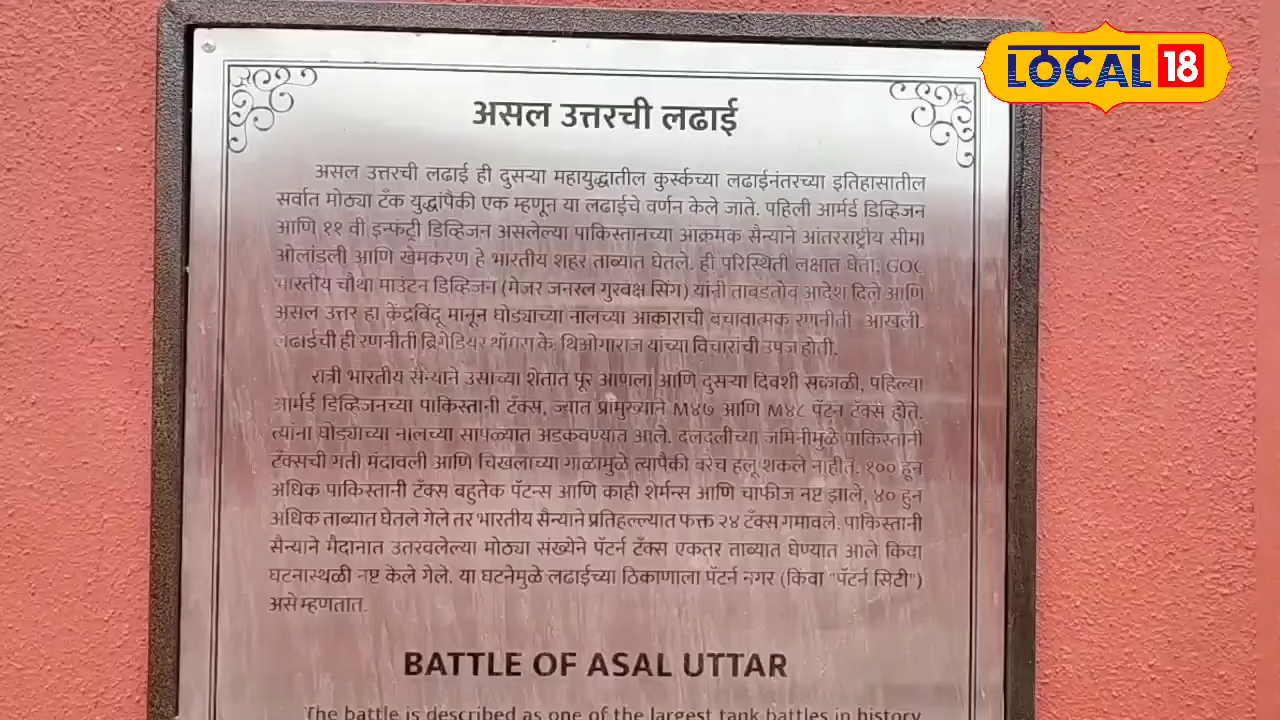 LOCAL 18
असल उत्तरची लढाई
असल उत्तरची लढाई ही दुसऱ्या महायुद्धातील कुर्स्कच्या लढाईनंतरच्या इतिहासातील
सर्वात मोठ्या टँक युद्धांपैकी एक म्हणून या लढाईचे वर्णन केले जाते. पहिली आर्मर्ड डिव्हिजन
आणि ११ वी इन्फंट्री डिव्हिजन असलेल्या पाकिस्तानच्या आक्रमक सैन्याने आंतरराष्ट्रीय सीमा
ओलांडली आणि खेमकरण हे भारतीय शहर ताब्यात घेतले. ही परिस्थिती लक्षात घेता, GOC
भारतीय चौथा माउंटन डिव्हिजन (मेजर जनरल गुरबक्ष सिंग) यांनी ताबडतोब आदेश दिले आणि
असल उत्तर हा केंद्रबिंदू मानून घोड्याच्या नालच्या आकाराची बचावात्मक रणनीती आखली.
लढाईची ही रणनीती ब्रिगेडियर थॉमस के. थिओगाराज यांच्या विचारांची उपज होती.
रात्री भारतीय सैन्याने उसाच्या शेतात पूर आणला आणि दुसऱ्या दिवशी सकाळी, पहिल्या
आर्मर्ड डिव्हिजनच्या पाकिस्तानी टँक्स, ज्यात प्रामुख्याने M४७ आणि M४८ पॅटन टँक्स होते.
त्यांना घोड्याच्या नालच्या सापळ्यात अडकवण्यात आले. दलदलीच्या जमिनीमुळे पाकिस्तानी
टँक्सची गती मंदावली आणि चिखलाच्या गाळामुळे त्यापैकी बरेच हलू शकले नाहीत. १०० हून
अधिक पाकिस्तानी टँक्स बहुतेक पॅटन्स आणि काही शेर्मन्स आणि चाफीज नष्ट झाले, ४० हुन
अधिक ताब्यात घेतले गेले तर भारतीय सैन्याने प्रतिहल्ल्यात फक्त २४ टँक्स गमावले. पाकिस्तानी
सैन्याने मैदानात उतरवलेल्या मोठ्या संख्येने पॅटर्न टँक्स एकतर ताब्यात घेण्यात आले किंवा
घटनास्थळी नष्ट केले गेले. या घटनेमुळे लढाईच्या ठिकाणाला पॅटर्न नगर (किंवा "पॅटर्न सिटी")
असे म्हणतात.
BATTLE OF ASAL UTTAR
The battle is described as one of the largest tank battles in history